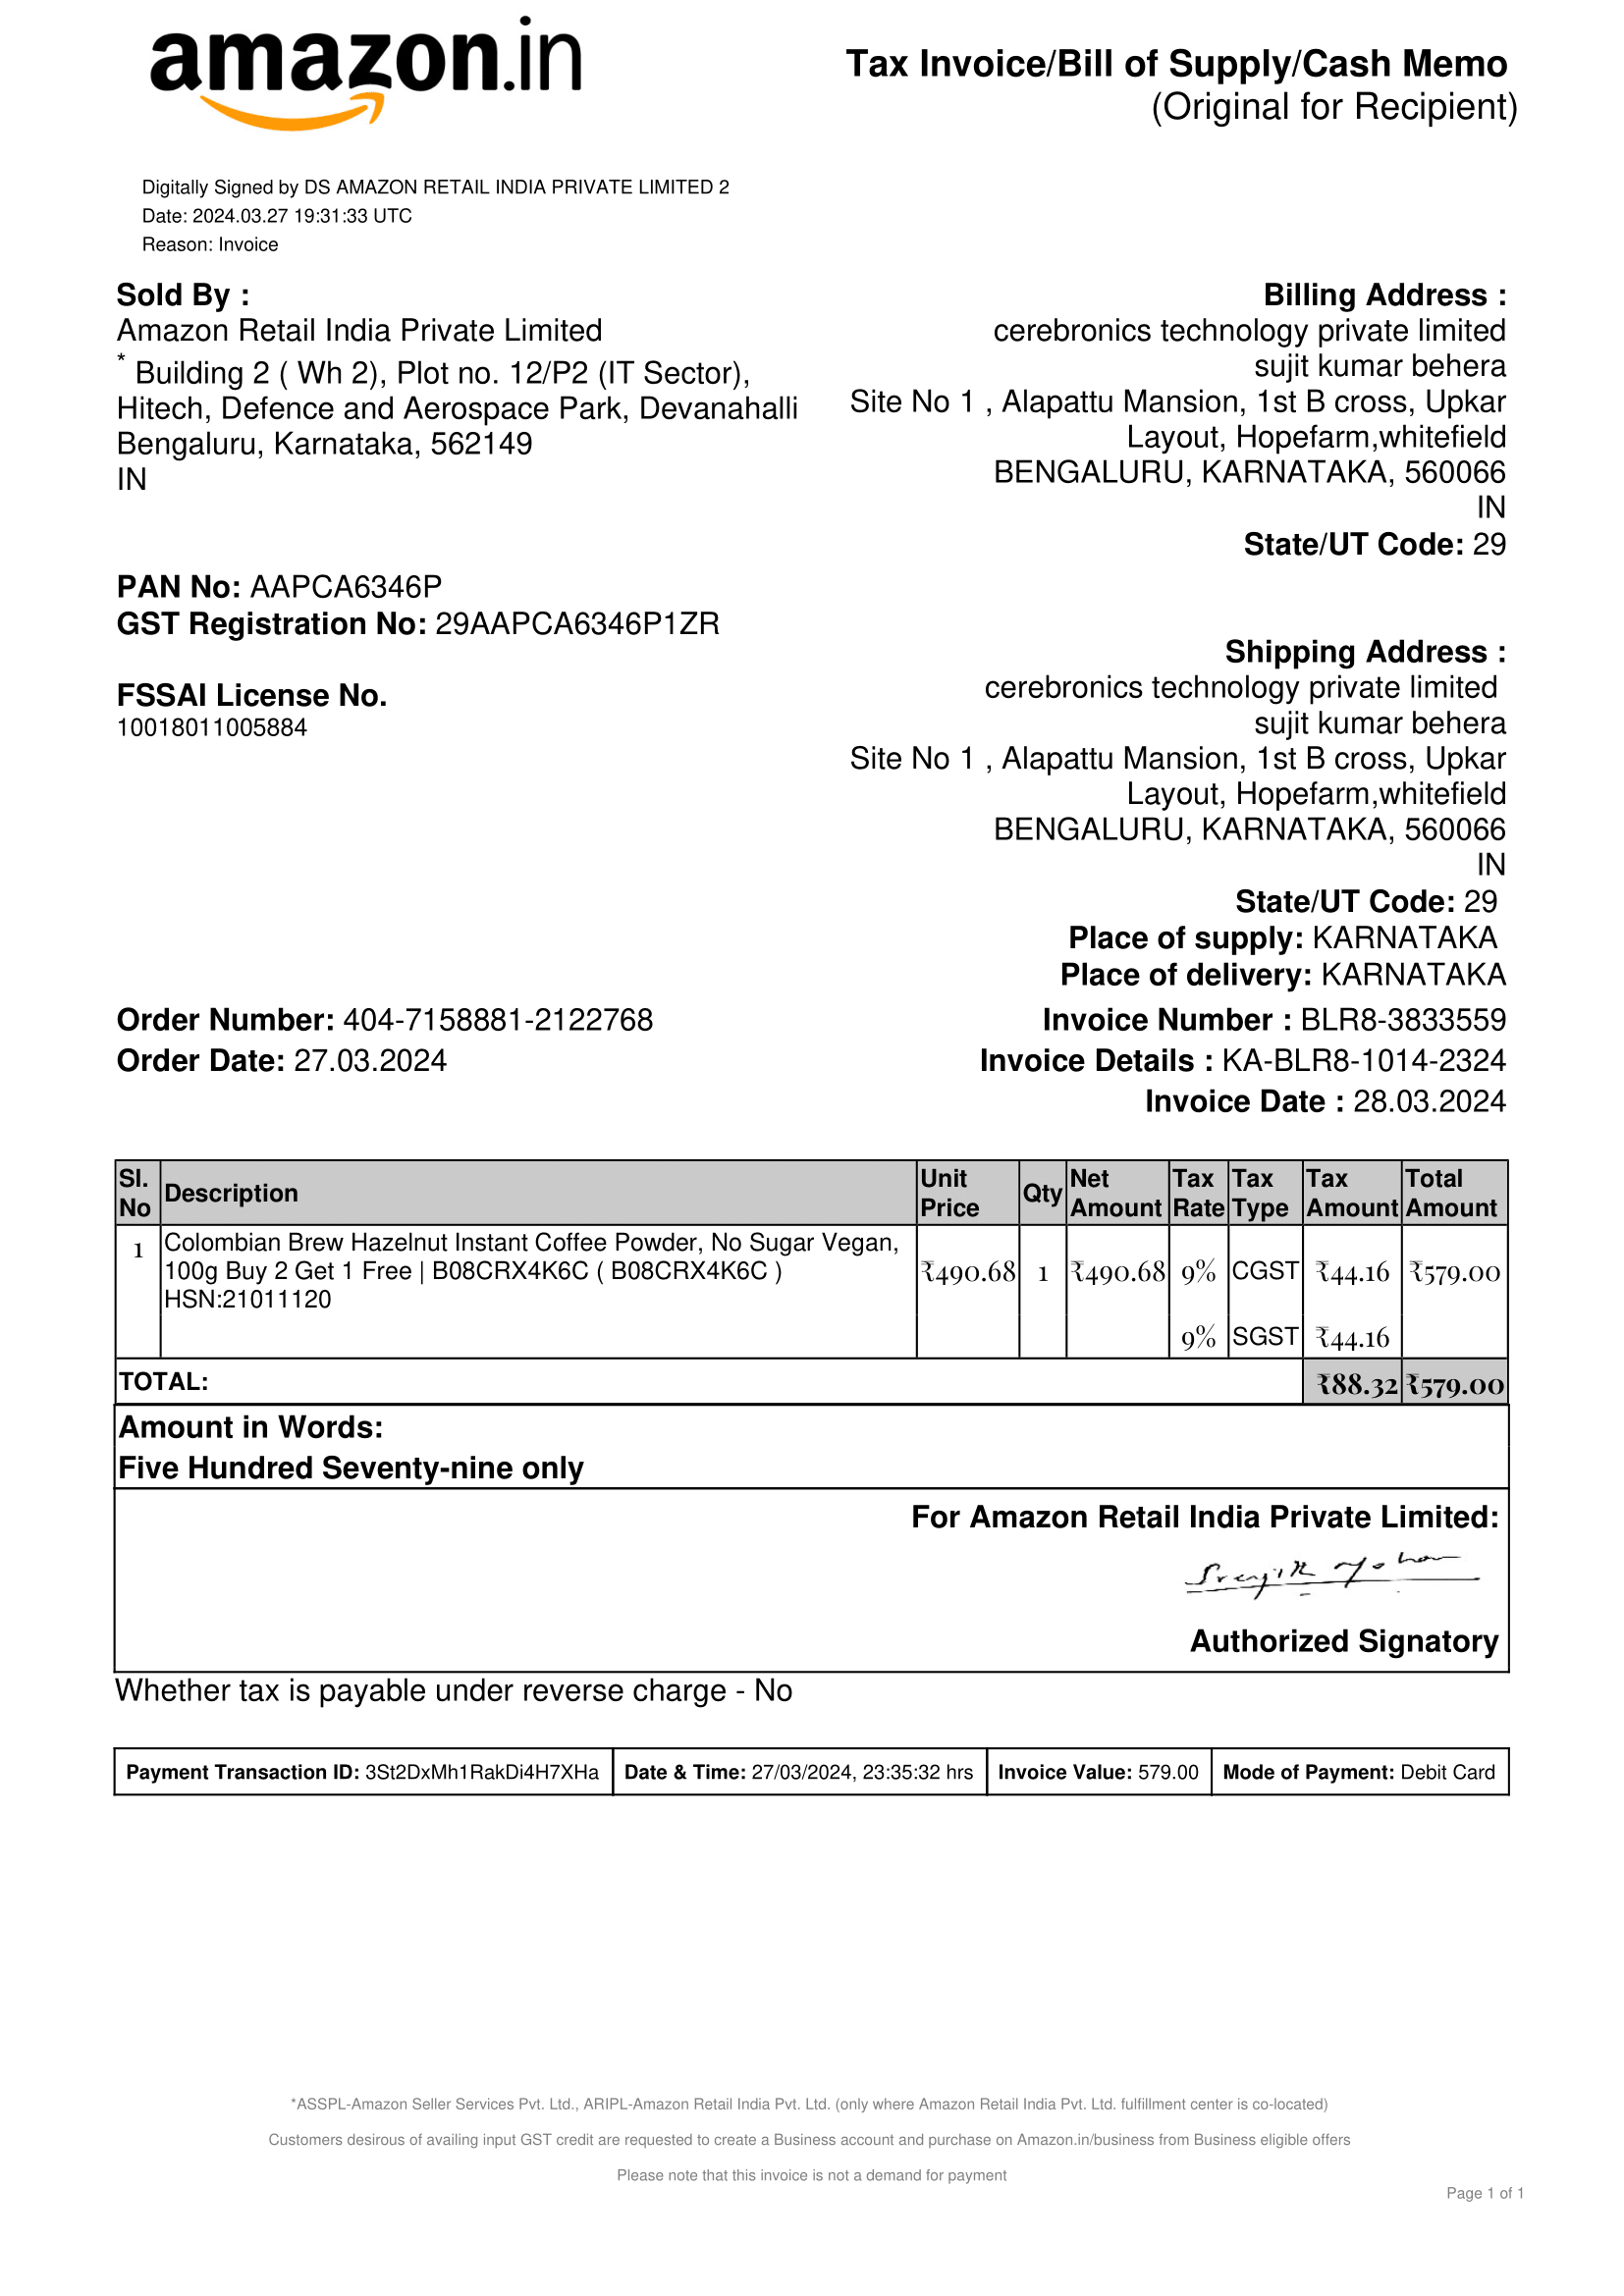 amazon.in
Tax Invoice/Bill of Supply/Cash Memo
(Original for Recipient)
Digitally Signed by DS AMAZON RETAIL INDIA PRIVATE LIMITED 2
Date: 2024.03.27 19:31:33 UTC
Reason: Invoice
Sold By :
Amazon Retail India Private Limited
* Building 2 ( Wh 2), Plot no. 12/P2 (IT Sector),
Hitech, Defence and Aerospace Park, Devanahalli
Bengaluru, Karnataka, 562149
IN
PAN No: AAPCA6346P
GST Registration No: 29AAPCA6346P1ZR
FSSAI License No.
10018011005884
Billing Address :
cerebronics technology private limited
sujit kumar behera
Site No 1 , Alapattu Mansion, 1st B cross, Upkar
Layout, Hopefarm,whitefield
BENGALURU, KARNATAKA, 560066
IN
State/UT Code: 29
Shipping Address :
cerebronics technology private limited
sujit kumar behera
Site No 1 , Alapattu Mansion, 1st B cross, Upkar
Layout, Hopefarm,whitefield
BENGALURU, KARNATAKA, 560066
IN
State/UT Code: 29
Place of supply: KARNATAKA
Place of delivery: KARNATAKA
Order Number: 404-7158881-2122768
Order Date: 27.03.2024
Invoice Number : BLR8-3833559
Invoice Details : KA-BLR8-1014-2324
Invoice Date : 28.03.2024
Sl. No Description Unit Price Qty Net Amount Tax Rate Tax Type Tax Amount Total Amount
1 Colombian Brew Hazelnut Instant Coffee Powder, No Sugar Vegan,
100g Buy 2 Get 1 Free | B08CRX4K6C ( B08CRX4K6C ) ₹490.68 1 ₹490.68 9% CGST ₹44.16 ₹579.00
HSN:21011120
9% SGST ₹44.16
TOTAL: ₹88.32 ₹579.00
Amount in Words:
Five Hundred Seventy-nine only
For Amazon Retail India Private Limited:
Authorized Signatory
Whether tax is payable under reverse charge - No
Payment Transaction ID: 3St2DxMh1RakDi4H7XHa Date & Time: 27/03/2024, 23:35:32 hrs Invoice Value: 579.00 Mode of Payment: Debit Card
*ASSPL-Amazon Seller Services Pvt. Ltd., ARIPL-Amazon Retail India Pvt. Ltd. (only where Amazon Retail India Pvt. Ltd. fulfillment center is co-located)
Customers desirous of availing input GST credit are requested to create a Business account and purchase on Amazon.in/business from Business eligible offers
Please note that this invoice is not a demand for payment
Page 1 of 1